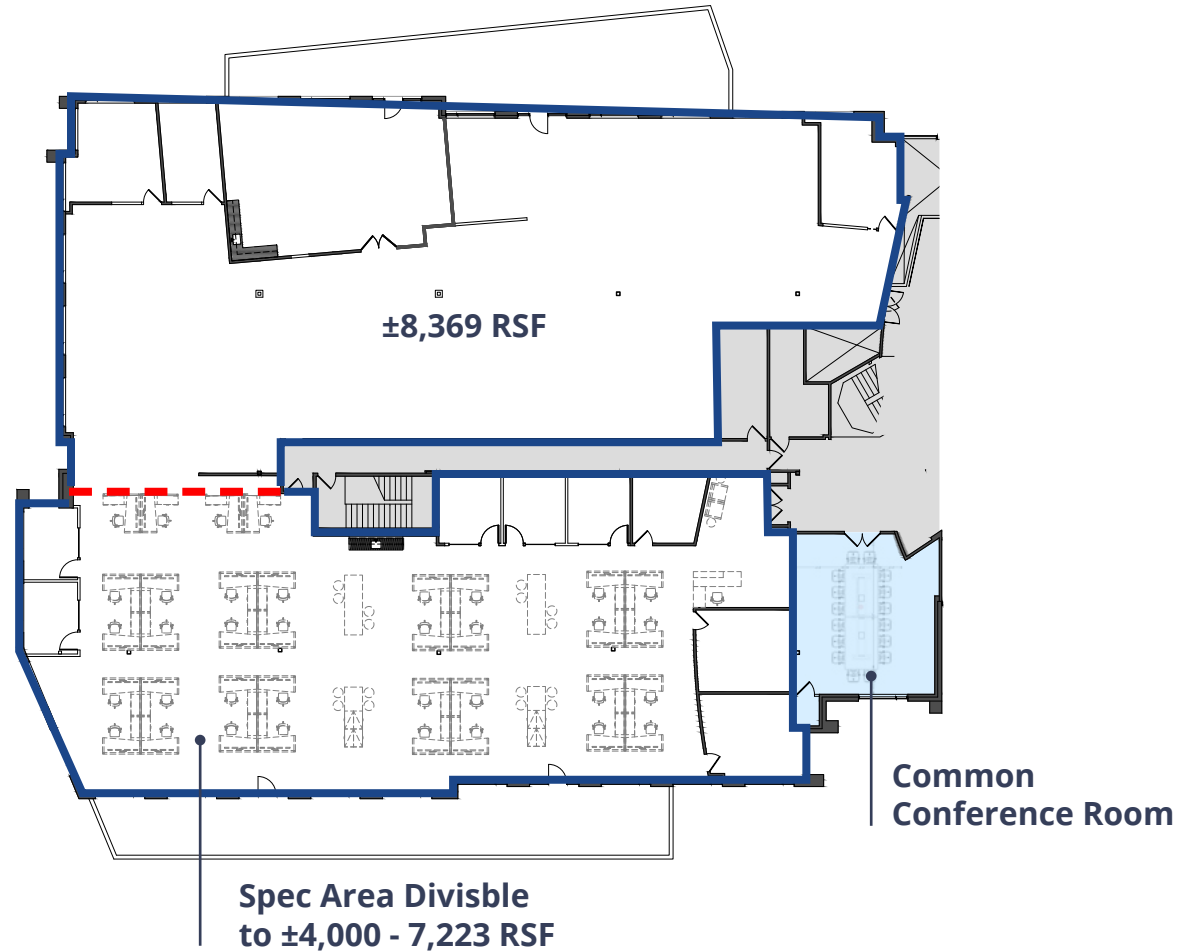 ±8,369 RSF
Common
Conference Room
Spec Area Divisble
to ±4,000 - 7,223 RSF